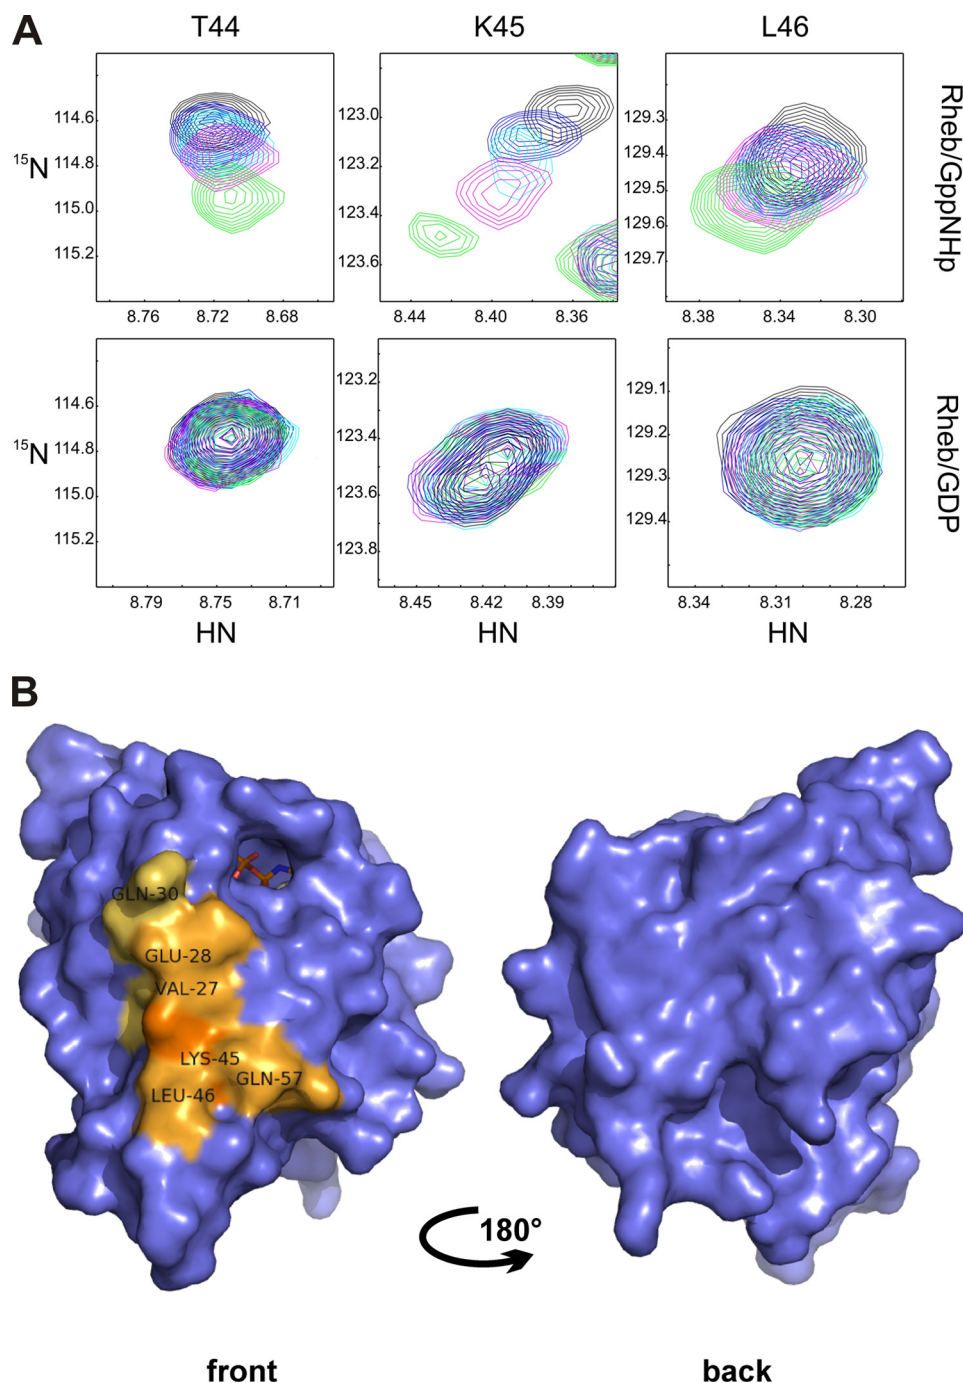 A
T44 K45 L46
114.6
114.8
115.0
115.2
15N
8.76 8.72 8.68
123.0
123.2
123.4
123.6
8.44 8.40 8.36
129.3
129.4
129.5
129.6
129.7
8.38 8.34 8.30
Rheb/GppNHp
114.6
114.8
115.0
115.2
15N
8.79 8.75 8.71
HN
123.2
123.4
123.6
123.8
8.45 8.42 8.39
HN
129.1
129.2
129.3
129.4
8.34 8.31 8.28
HN
Rheb/GDP
B
GLN-30
GLU-28
VAL-27
LYS-45
GLN-57
LEU-46
180°
front back